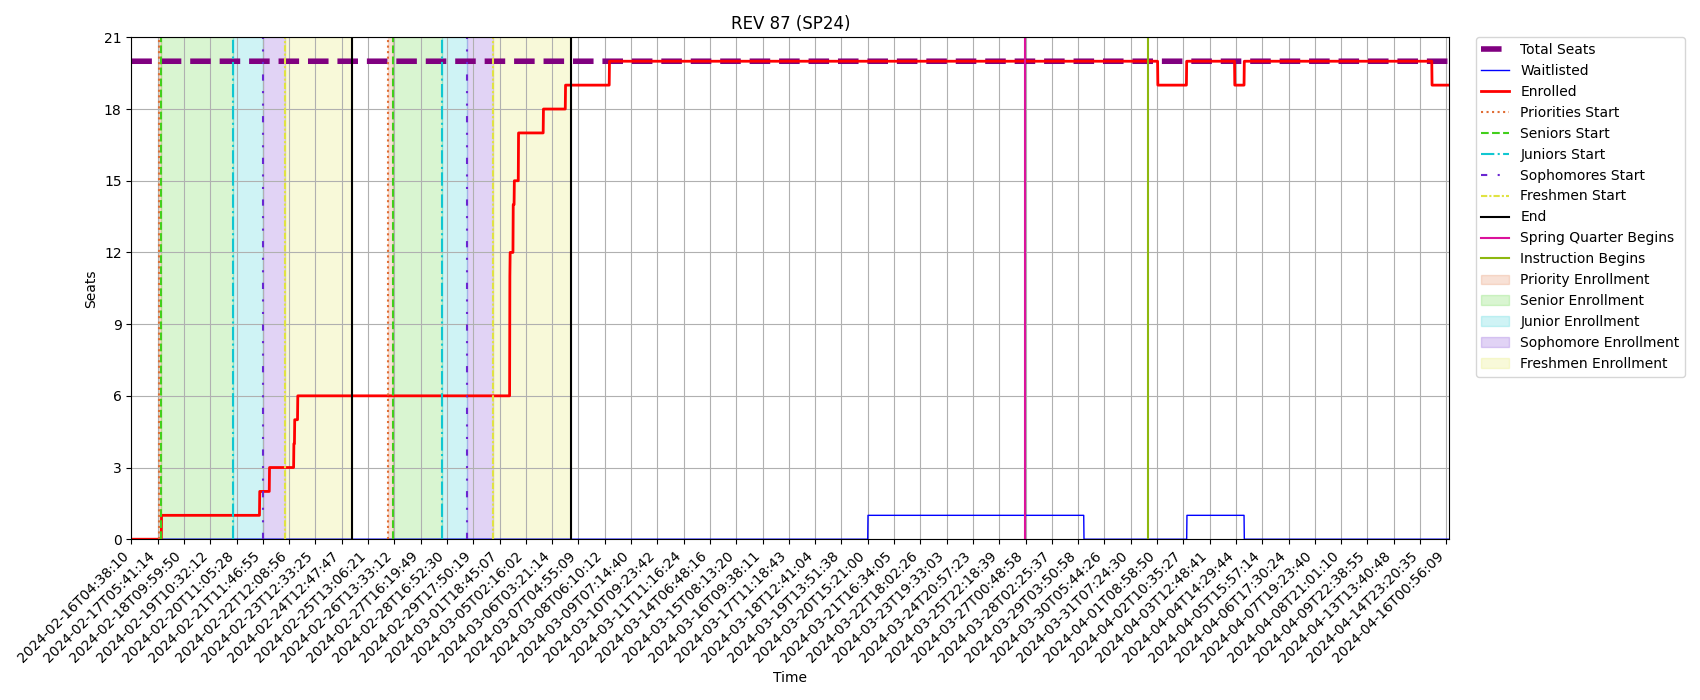 REV 87 (SP24)
21
18
15
12
9
6
3
0
Seats
2024-02-16T04:38:10
2024-02-17T05:41:14
2024-02-18T09:59:50
2024-02-19T10:32:12
2024-02-20T11:05:28
2024-02-21T11:46:55
2024-02-22T12:08:56
2024-02-23T12:33:25
2024-02-24T12:47:47
2024-02-25T13:06:21
2024-02-26T13:33:12
2024-02-27T16:19:49
2024-02-28T16:52:30
2024-02-29T17:50:19
2024-03-01T18:45:07
2024-03-05T02:16:02
2024-03-06T03:21:14
2024-03-07T04:55:09
2024-03-08T06:10:12
2024-03-09T07:14:40
2024-03-10T09:23:42
2024-03-11T11:16:24
2024-03-14T06:48:16
2024-03-15T08:13:20
2024-03-16T09:38:11
2024-03-17T11:18:43
2024-03-18T12:41:04
2024-03-19T13:51:38
2024-03-20T15:21:00
2024-03-21T16:34:05
2024-03-22T18:02:26
2024-03-23T19:33:03
2024-03-24T20:57:23
2024-03-25T22:18:39
2024-03-27T00:48:58
2024-03-28T02:25:37
2024-03-29T03:50:58
2024-03-30T05:44:26
2024-03-31T07:24:30
2024-04-01T08:58:50
2024-04-02T10:35:27
2024-04-03T12:48:41
2024-04-04T14:29:44
2024-04-05T15:57:14
2024-04-06T17:30:24
2024-04-07T19:23:40
2024-04-08T21:01:10
2024-04-09T22:38:55
2024-04-13T13:40:48
2024-04-14T23:20:35
2024-04-16T00:56:09
Time
Total Seats
Waitlisted
Enrolled
Priorities Start
Seniors Start
Juniors Start
Sophomores Start
Freshmen Start
End
Spring Quarter Begins
Instruction Begins
Priority Enrollment
Senior Enrollment
Junior Enrollment
Sophomore Enrollment
Freshmen Enrollment